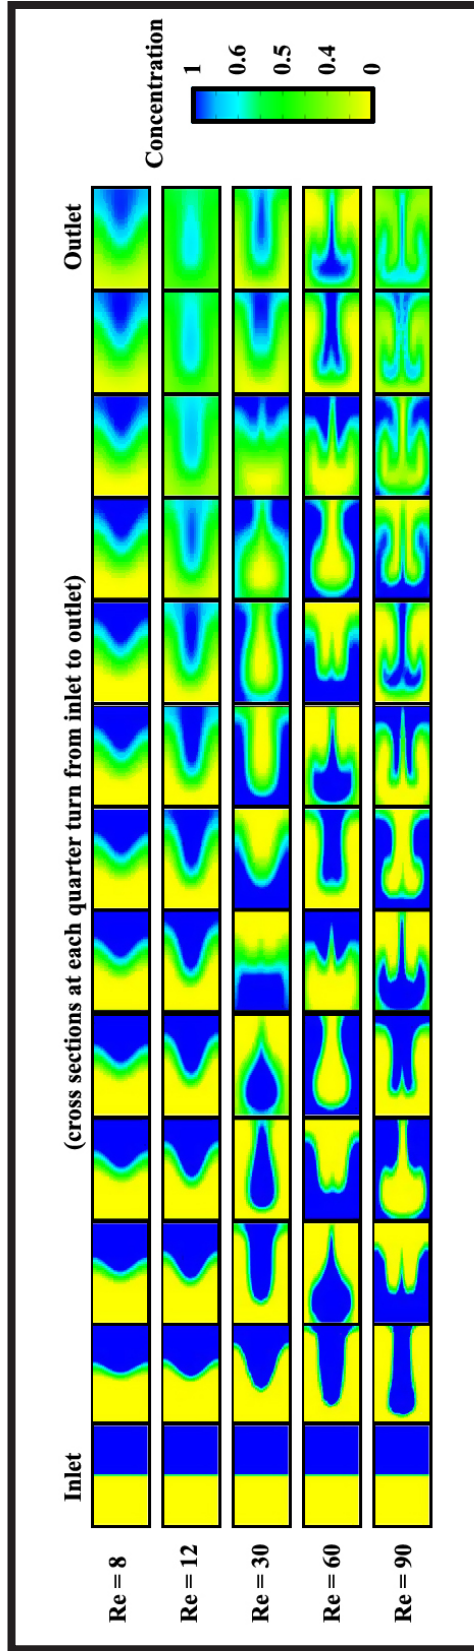 (cross sections at each quarter turn from inlet to outlet)
Inlet
Outlet
Re = 8
Re = 12
Re = 30
Re = 60
Re = 90
Concentration
1
0.6
0.5
0.4
0